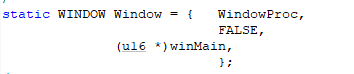 static WINDOW Window = {   WindowProc,
FALSE,
(u16 *)winMain,
};